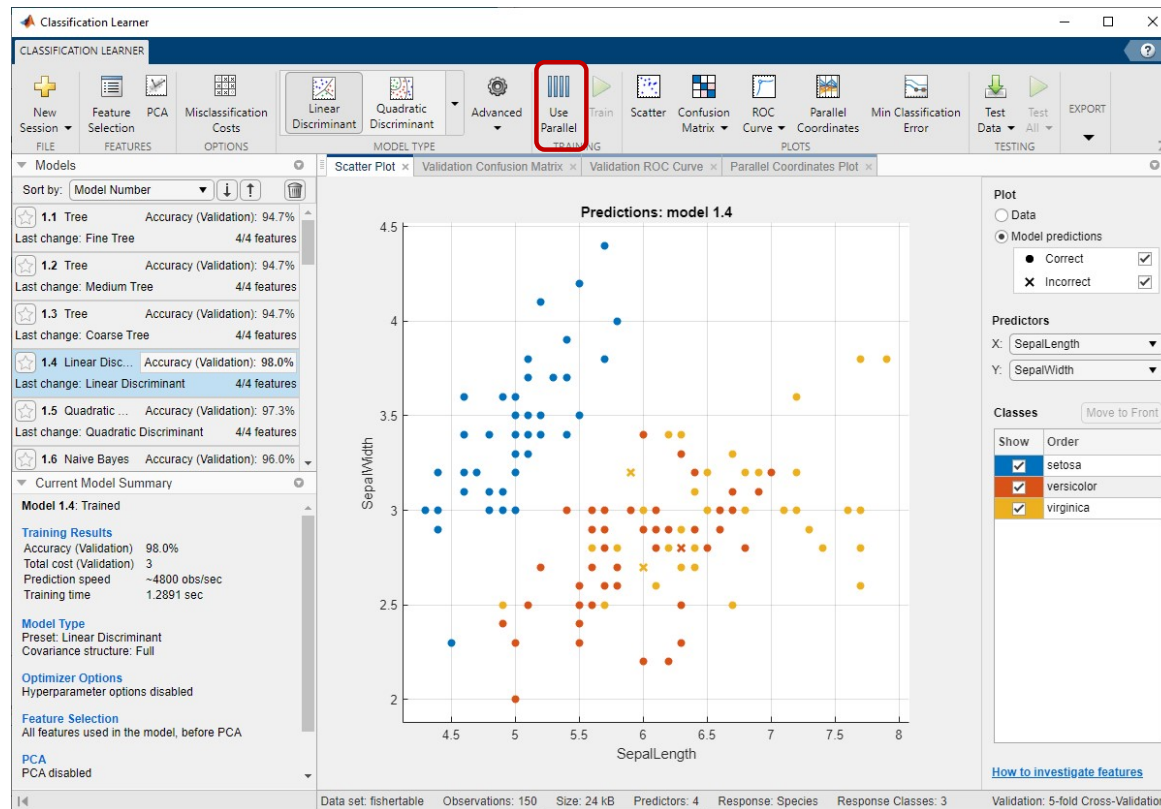 Classification Learner
CLASSIFICATION LEARNER
?
New Session
Feature Selection
PCA
Misclassification Costs
Linear Discriminant
Quadratic Discriminant
Advanced
Use Parallel
Train
Scatter
Confusion Matrix
ROC Curve
Parallel Coordinates
Min Classification Error
Test Data
Test All
EXPORT
FILE
FEATURES
OPTIONS
MODEL TYPE
TRAINING
PLOTS
TESTING
Models
Sort by: Model Number
1.1 Tree Accuracy (Validation): 94.7%
Last change: Fine Tree 4/4 features
1.2 Tree Accuracy (Validation): 94.7%
Last change: Medium Tree 4/4 features
1.3 Tree Accuracy (Validation): 94.7%
Last change: Coarse Tree 4/4 features
1.4 Linear Disc... Accuracy (Validation): 98.0%
Last change: Linear Discriminant 4/4 features
1.5 Quadratic ... Accuracy (Validation): 97.3%
Last change: Quadratic Discriminant 4/4 features
1.6 Naive Bayes Accuracy (Validation): 96.0%
Current Model Summary
Model 1.4: Trained
Training Results
Accuracy (Validation) 98.0%
Total cost (Validation) 3
Prediction speed ~4800 obs/sec
Training time 1.2891 sec
Model Type
Preset: Linear Discriminant
Covariance structure: Full
Optimizer Options
Hyperparameter options disabled
Feature Selection
All features used in the model, before PCA
PCA
PCA disabled
Scatter Plot
Validation Confusion Matrix
Validation ROC Curve
Parallel Coordinates Plot
Predictions: model 1.4
4.5
4
3.5
3
2.5
2
SepalWidth
4.5 5 5.5 6 6.5 7 7.5 8
SepalLength
Plot
Data
Model predictions
Correct
Incorrect
Predictors
X: SepalLength
Y: SepalWidth
Classes Move to Front
Show Order
setosa
versicolor
virginica
How to investigate features
Data set: fishertable Observations: 150 Size: 24 kB Predictors: 4 Response: Species Response Classes: 3 Validation: 5-fold Cross-Validation